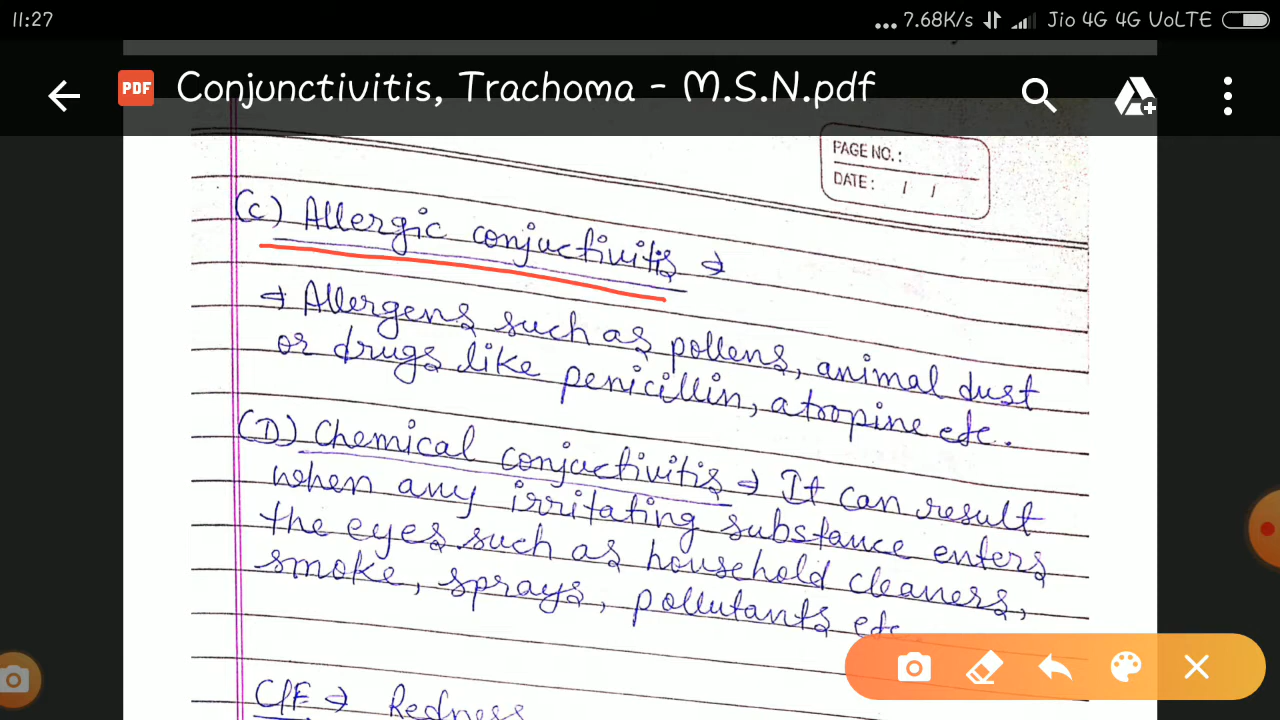 11:27
... 7.68K/s Jio 4G 4G VoLTE
PDF Conjunctivitis, Trachoma - M.S.N.pdf
PAGE NO.:
DATE: / /
(C) Allergic conjuctivitis →
→ Allergens such as pollens, animal dust
or drugs like penicillin, atropine etc.
(D) Chemical conjuctivitis → It can result
when any irritating substance enters
the eyes such as household cleaners,
smoke, sprays, pollutants etc.
C/F → Redness